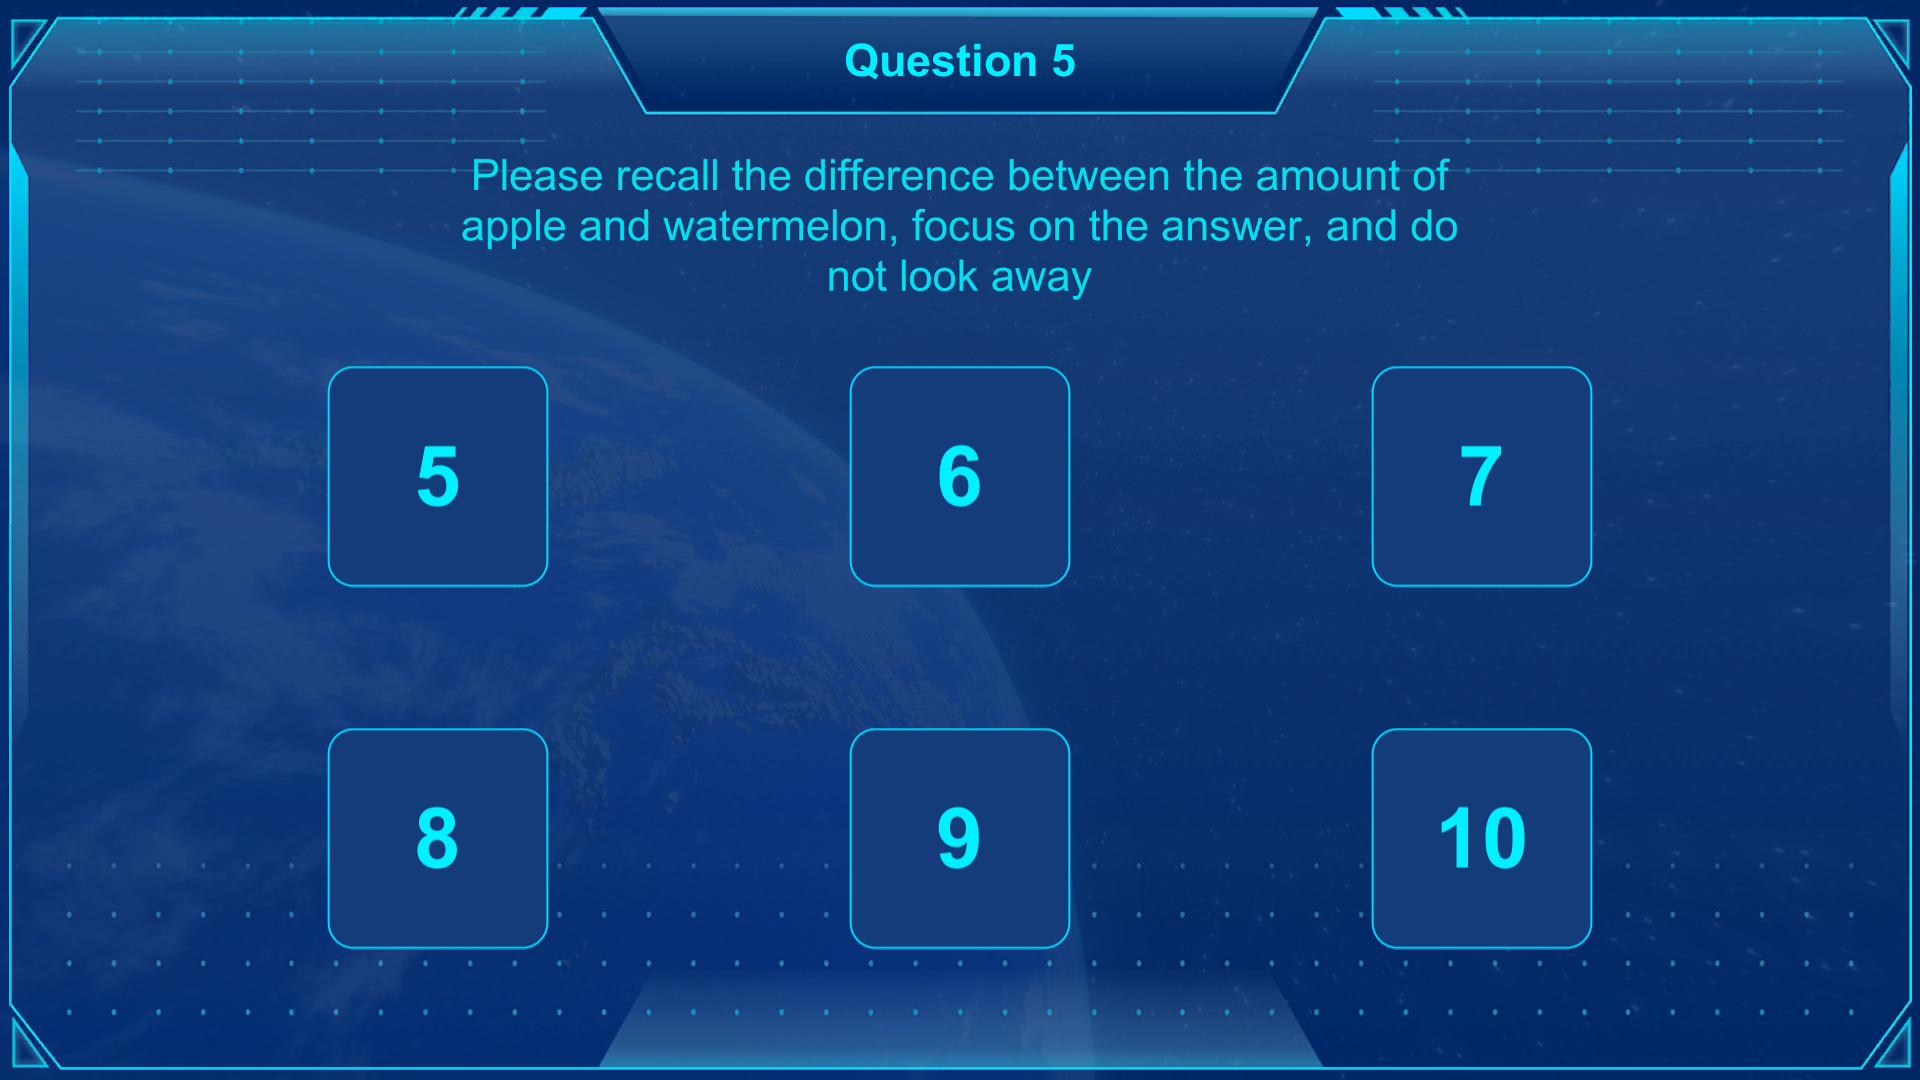 Question 5
Please recall the difference between the amount of
apple and watermelon, focus on the answer, and do
not look away
5 6 7
8 9 10